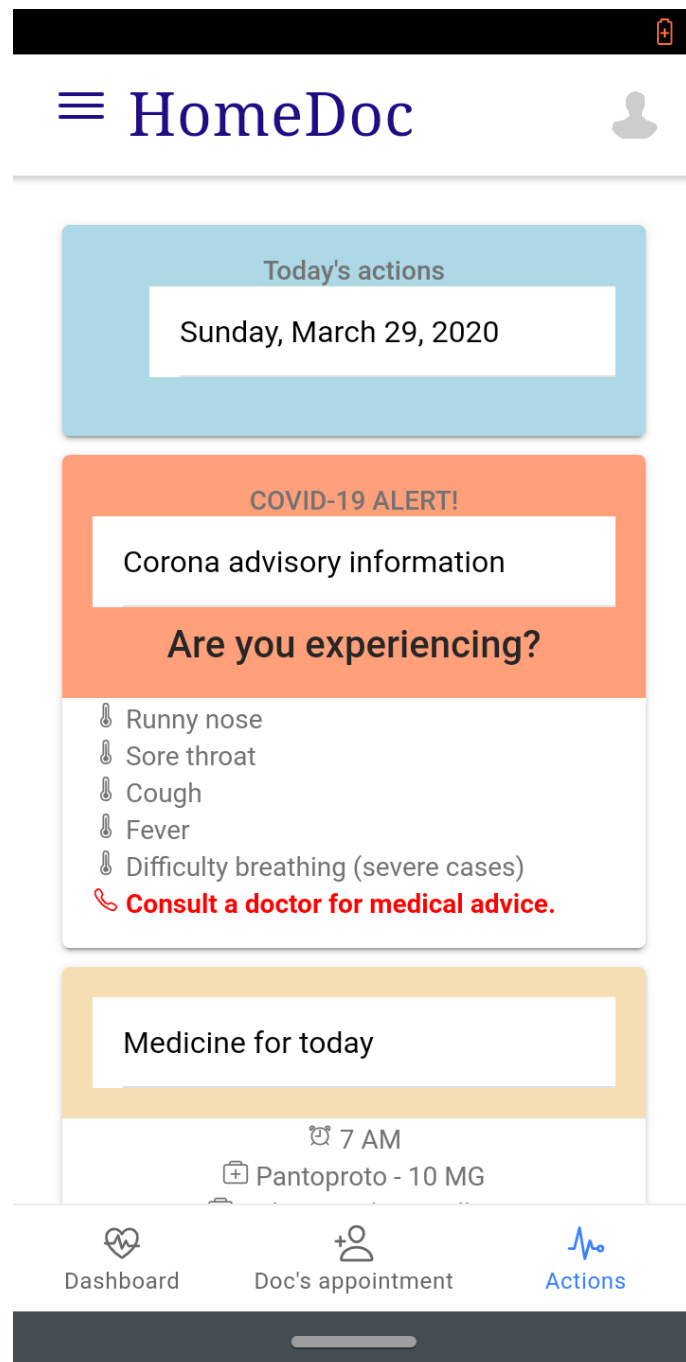 HomeDoc
Today's actions
Sunday, March 29, 2020
COVID-19 ALERT!
Corona advisory information
Are you experiencing?
Runny nose
Sore throat
Cough
Fever
Difficulty breathing (severe cases)
Consult a doctor for medical advice.
Medicine for today
7 AM
Pantoproto - 10 MG
Dashboard
Doc's appointment
Actions